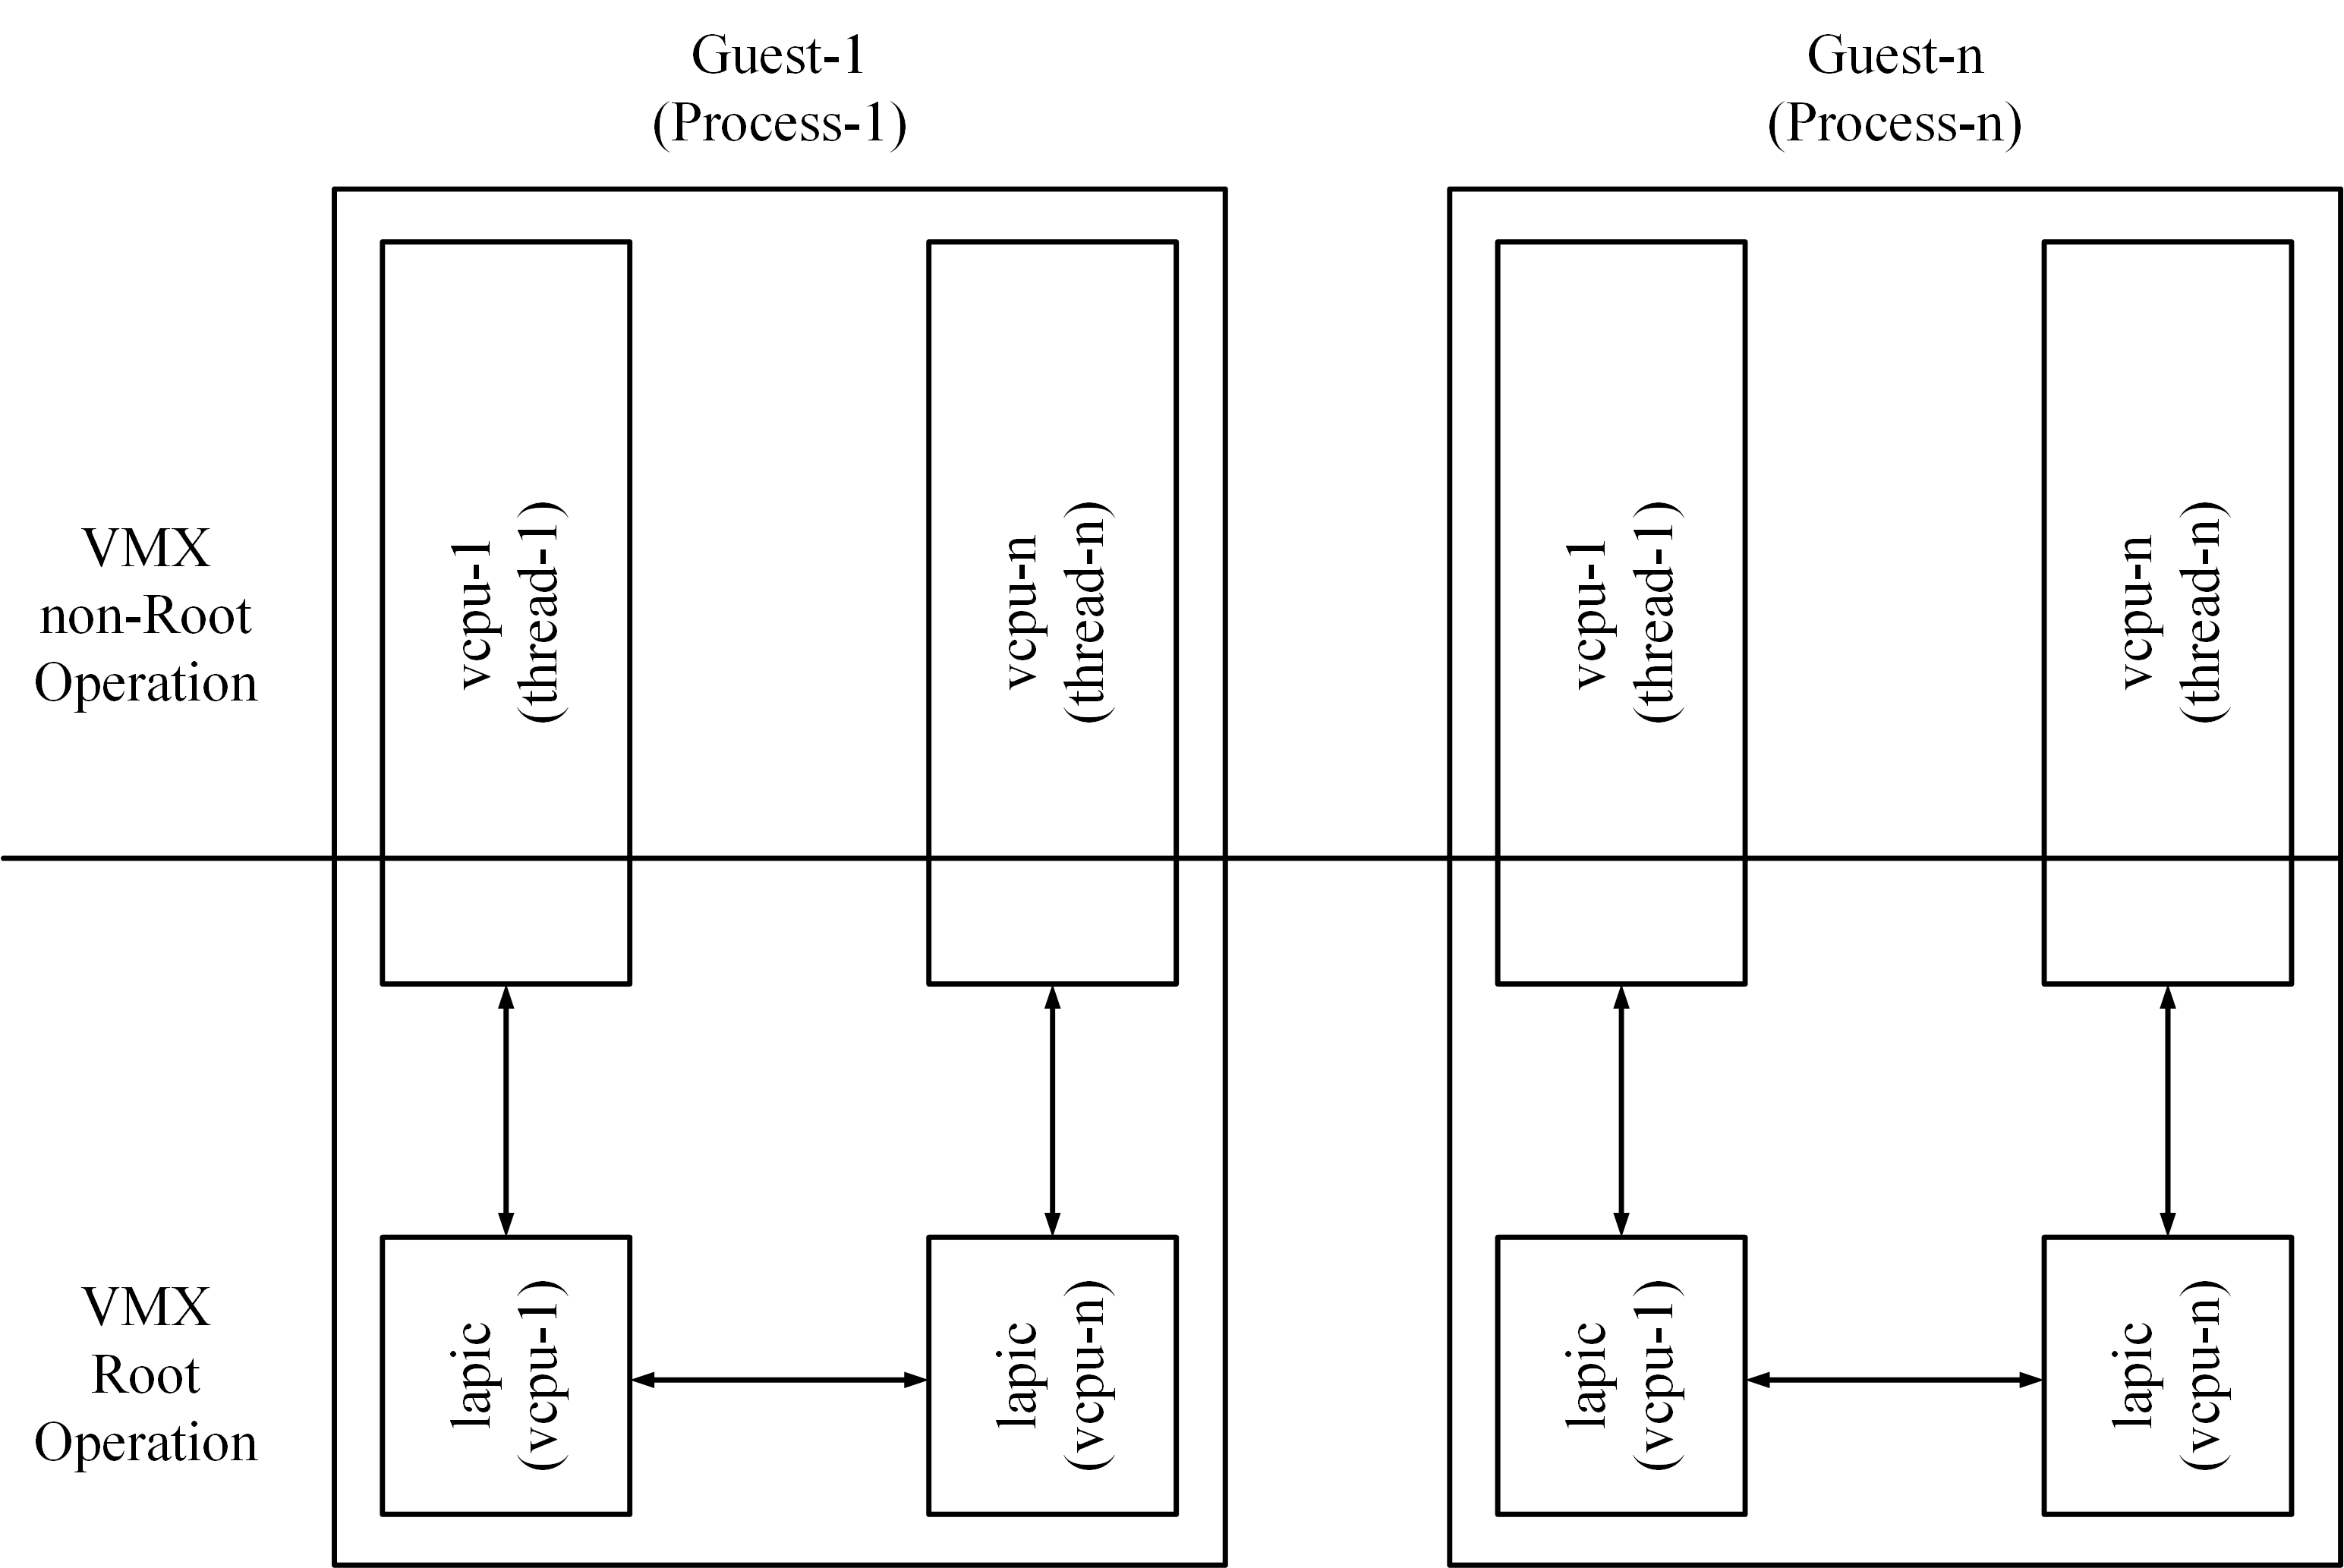 Guest-1
(Process-1)
Guest-n
(Process-n)
VMX
non-Root
Operation
vcpu-1
(thread-1)
vcpu-n
(thread-n)
vcpu-1
(thread-1)
vcpu-n
(thread-n)
VMX
Root
Operation
lapic
(vcpu-1)
lapic
(vcpu-n)
lapic
(vcpu-1)
lapic
(vcpu-n)